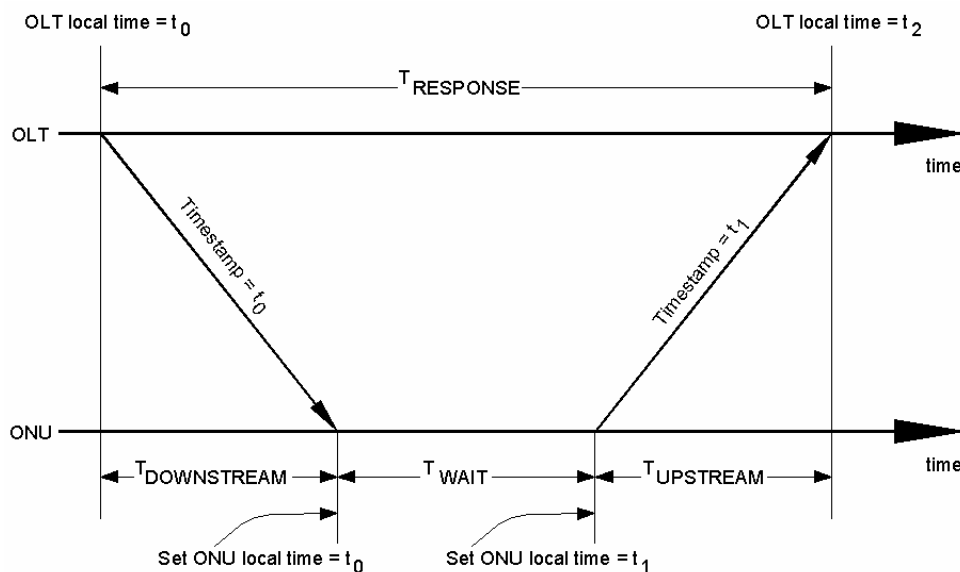 OLT local time = t0
OLT local time = t2
TRESPONSE
OLT
time
Timestamp = t0
Timestamp = t1
ONU
time
TDOWNSTREAM
TWAIT
TUPSTREAM
Set ONU local time = t0
Set ONU local time = t1